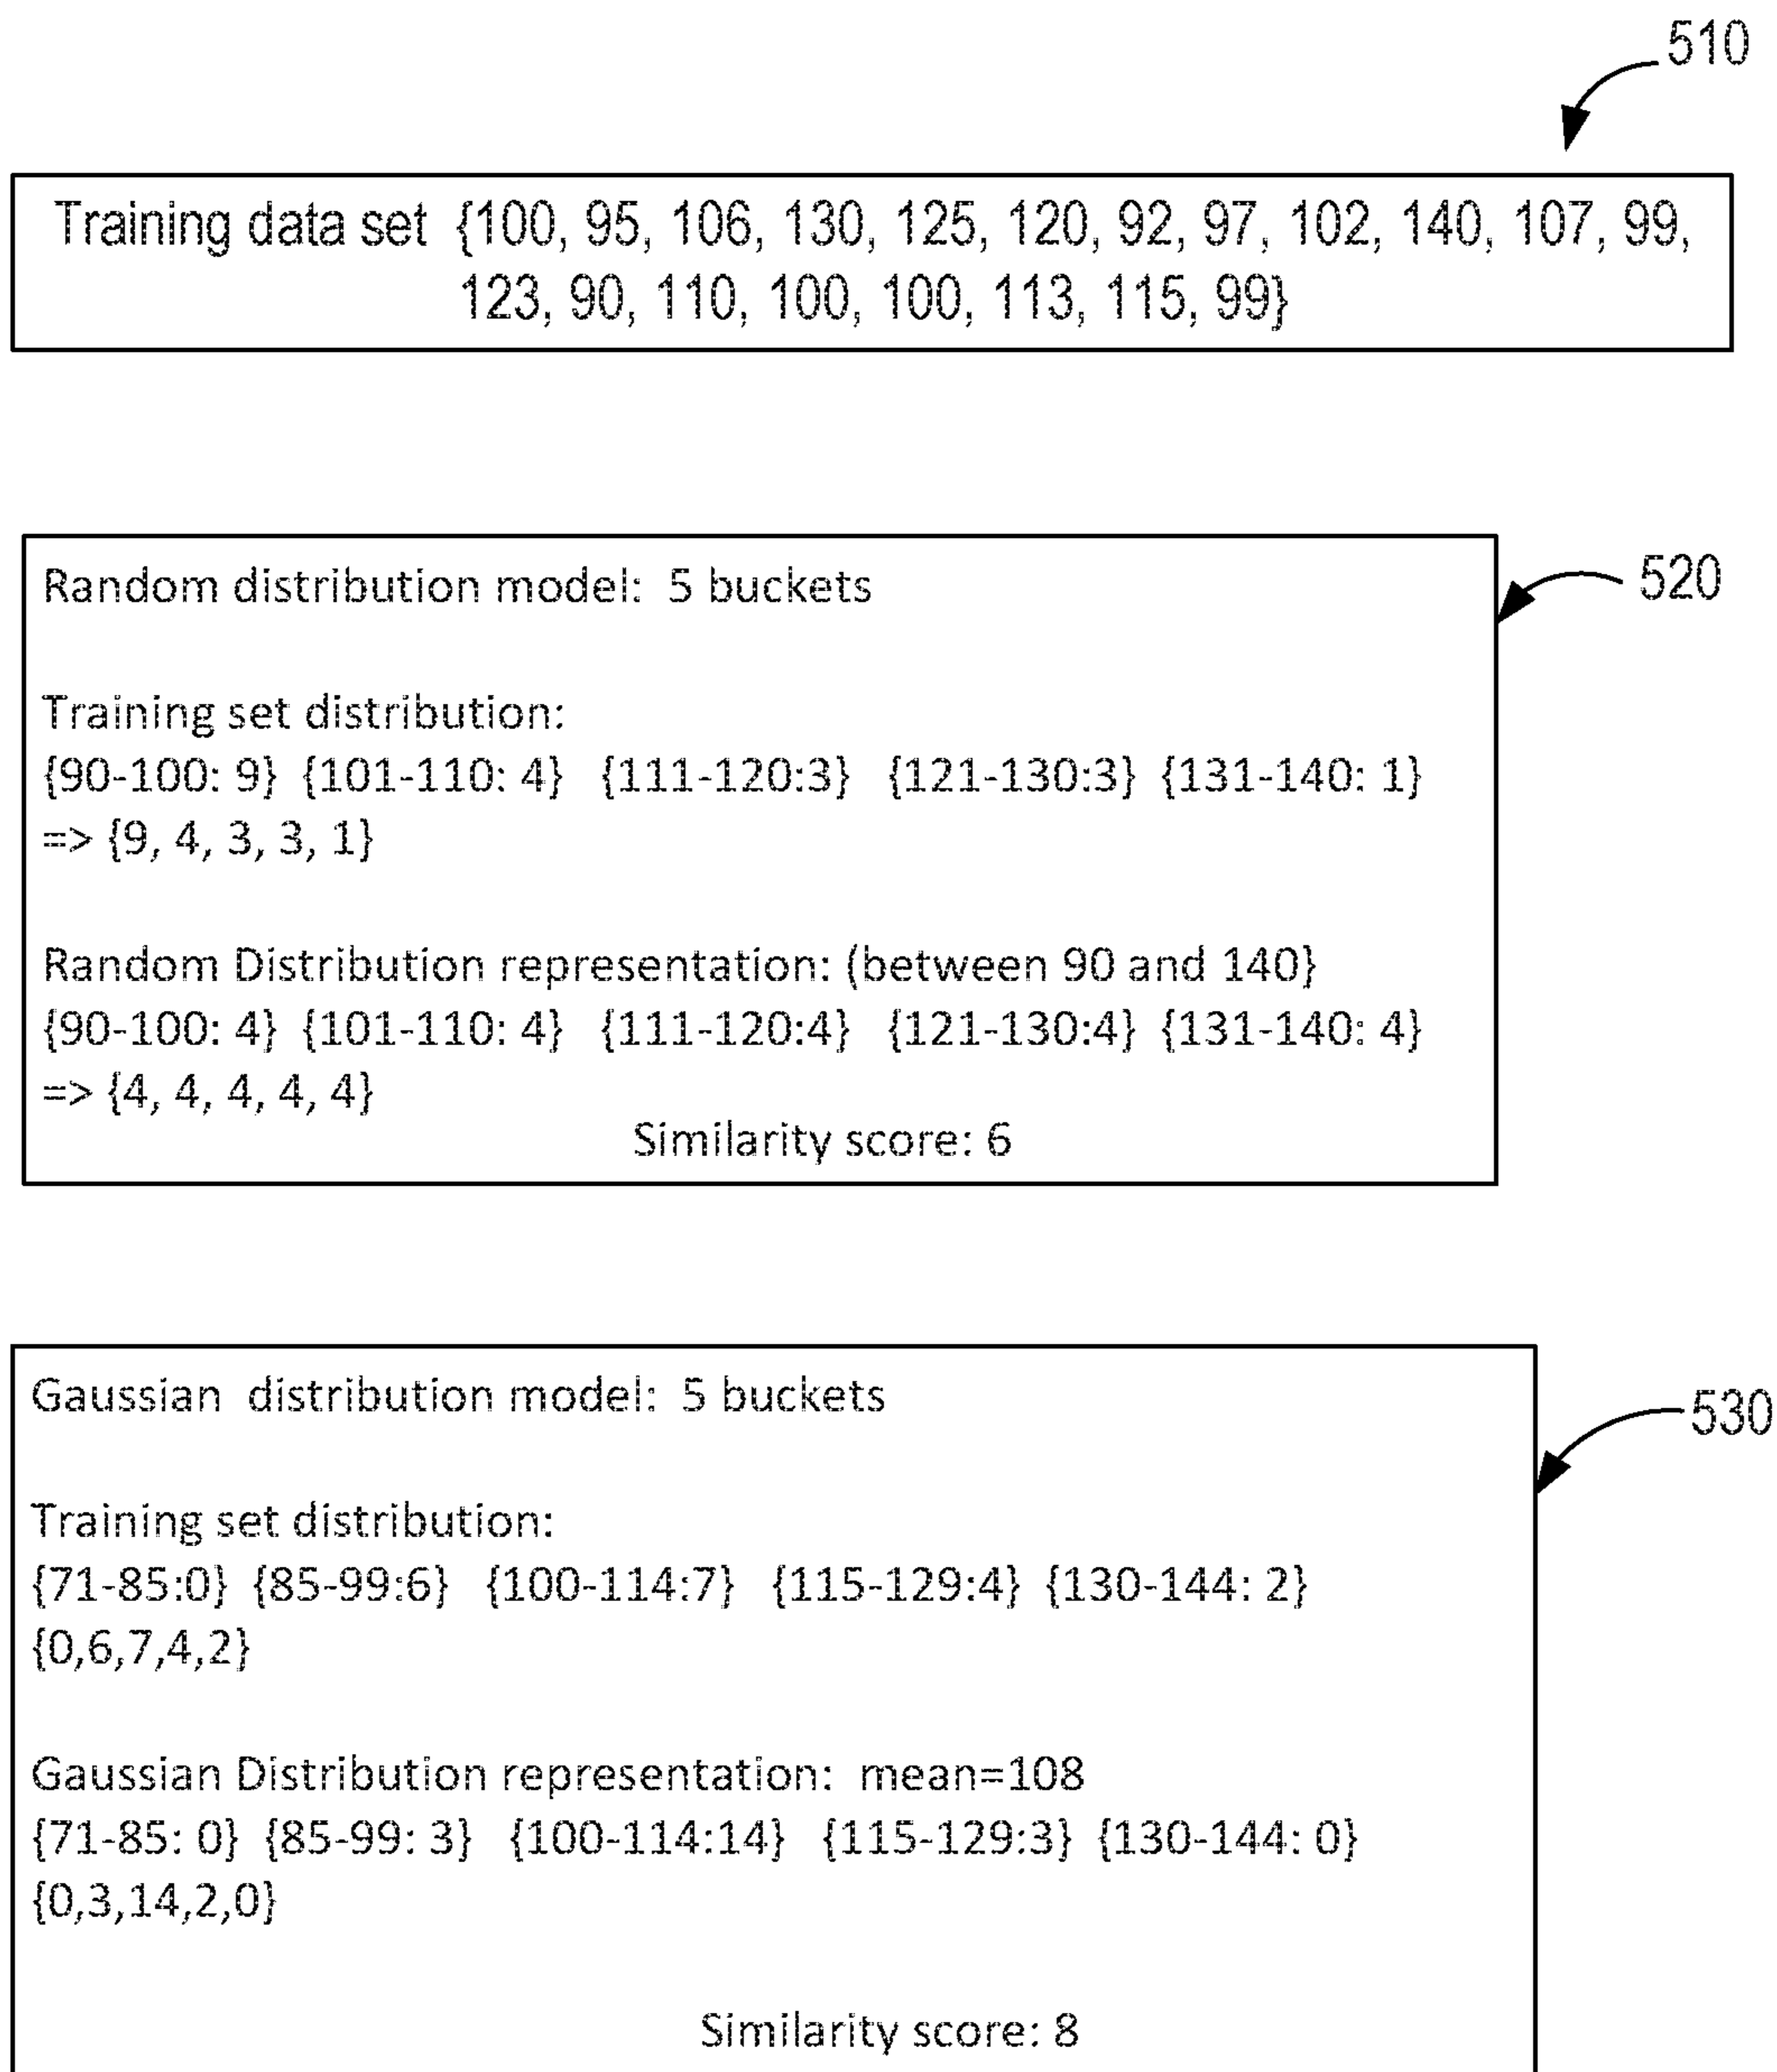 510
Training data set {100, 95, 106, 130, 125, 120, 92, 97, 102, 140, 107, 99,
123, 90, 110, 100, 100, 113, 115, 99}
520
Random distribution model: 5 buckets
Training set distribution:
{90-100: 9} {101-110: 4} {111-120:3} {121-130:3} {131-140: 1}
=> {9, 4, 3, 3, 1}
Random Distribution representation: (between 90 and 140}
{90-100: 4} {101-110: 4} {111-120:4} {121-130:4} {131-140: 4}
=> {4, 4, 4, 4, 4}
Similarity score: 6
530
Gaussian distribution model: 5 buckets
Training set distribution:
{71-85:0} {85-99:6} {100-114:7} {115-129:4} {130-144: 2}
{0,6,7,4,2}
Gaussian Distribution representation: mean=108
{71-85: 0} {85-99: 3} {100-114:14} {115-129:3} {130-144: 0}
{0,3,14,2,0}
Similarity score: 8